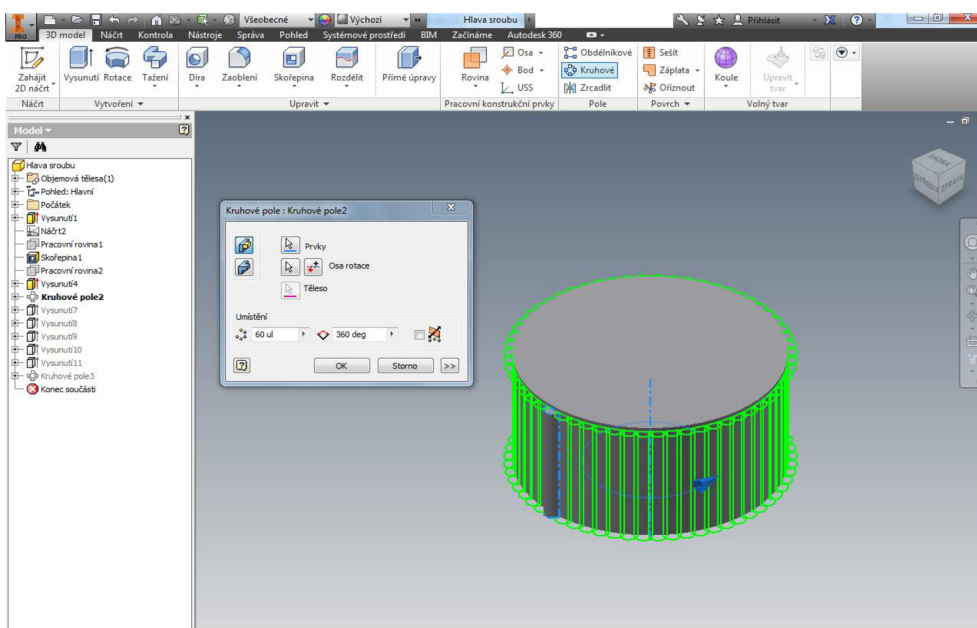 PRO Všeobecné Výchozí Hlava sroubu Přihlásit
3D model Náčrt Kontrola Nástroje Správa Pohled Systémové prostředí BIM Začínáme Autodesk 360
Zahájit 2D náčrt Vysunutí Rotace Tažení Díra Zaoblení Skořepina Rozdělit Přímé úpravy Rovina Osa Bod USS Obdélníkové Kruhové Zrcadlit Sešít Záplata Oříznout Koule Upravit tvar
Náčrt Vytvoření Upravit Pracovní konstrukční prvky Pole Povrch Volný tvar
Model
Hlava sroubu
Objemová tělesa(1)
Pohled: Hlavní
Počátek
Vysunutí1
Náčrt2
Pracovní rovina1
Skořepina1
Pracovní rovina2
Vysunutí4
Kruhové pole2
Vysunutí7
Vysunutí8
Vysunutí9
Vysunutí10
Vysunutí11
Kruhové pole3
Konec součásti
Kruhové pole : Kruhové pole2
Prvky
Osa rotace
Těleso
Umístění
60 ul 360 deg
OK Storno >>
ZPRAVA